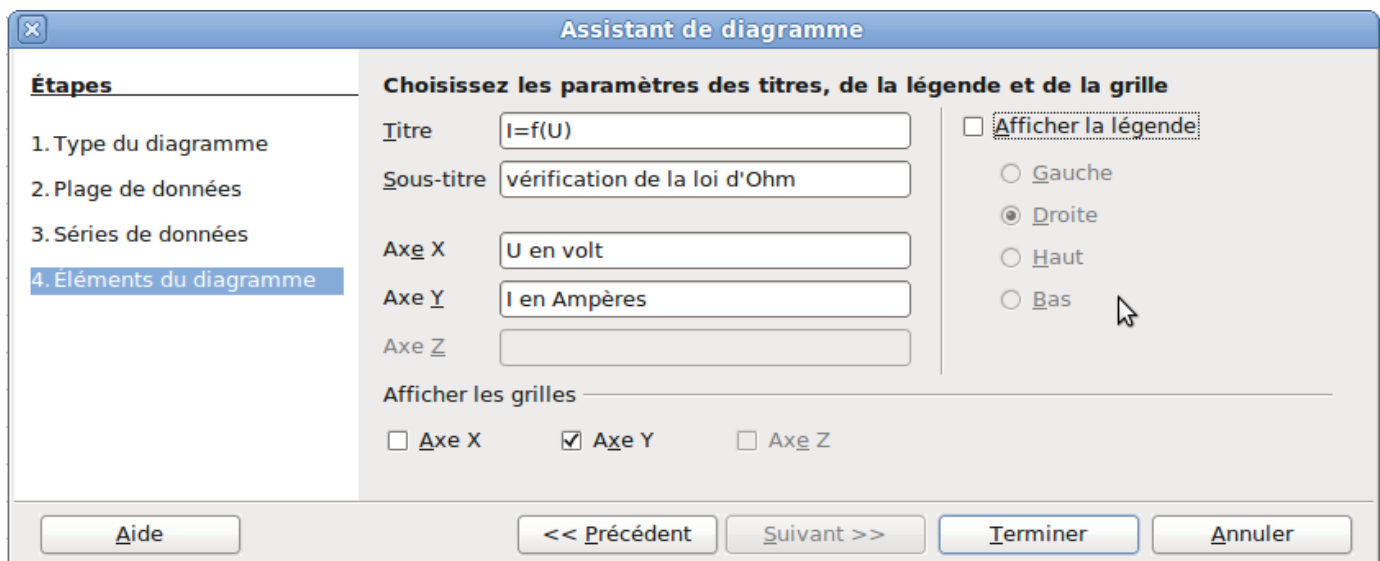 Assistant de diagramme
Étapes
1. Type du diagramme
2. Plage de données
3. Séries de données
4. Éléments du diagramme
Choisissez les paramètres des titres, de la légende et de la grille
Titre I=f(U)
Sous-titre vérification de la loi d'Ohm
Axe X U en volt
Axe Y I en Ampères
Axe Z
Afficher la légende
Gauche
Droite
Haut
Bas
Afficher les grilles
Axe X Axe Y Axe Z
Aide << Précédent Suivant >> Terminer Annuler